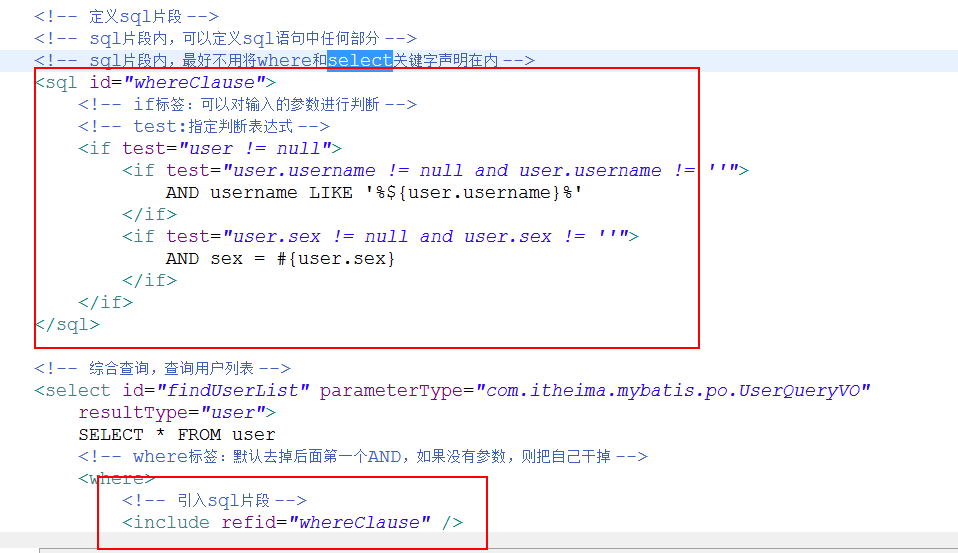 <!-- 定义sql片段 -->
<!-- sql片段内，可以定义sql语句中任何部分 -->
<!-- sql片段内，最好不用将where和select关键字声明在内 -->
<sql id="whereClause">
<!-- if标签：可以对输入的参数进行判断 -->
<!-- test:指定判断表达式 -->
<if test="user != null">
<if test="user.username != null and user.username != ''">
AND username LIKE '%${user.username}%'
</if>
<if test="user.sex != null and user.sex != ''">
AND sex = #{user.sex}
</if>
</if>
</sql>
<!-- 综合查询，查询用户列表 -->
<select id="findUserList" parameterType="com.itheima.mybatis.po.UserQueryVO"
resultType="user">
SELECT * FROM user
<!-- where标签：默认去掉后面第一个AND，如果没有参数，则把自己干掉 -->
<where>
<!-- 引入sql片段 -->
<include refid="whereClause" />